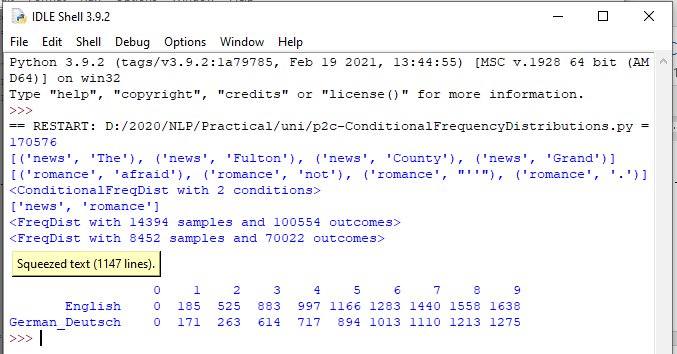 IDLE Shell 3.9.2
File Edit Shell Debug Options Window Help
Python 3.9.2 (tags/v3.9.2:1a79785, Feb 19 2021, 13:44:55) [MSC v.1928 64 bit (AM
D64)] on win32
Type "help", "copyright", "credits" or "license()" for more information.
>>>
== RESTART: D:/2020/NLP/Practical/uni/p2c-ConditionalFrequencyDistributions.py =
170576
[('news', 'The'), ('news', 'Fulton'), ('news', 'County'), ('news', 'Grand')]
[('romance', 'afraid'), ('romance', 'not'), ('romance', "''"), ('romance', '.')]
<ConditionalFreqDist with 2 conditions>
['news', 'romance']
<FreqDist with 14394 samples and 100554 outcomes>
<FreqDist with 8452 samples and 70022 outcomes>
Squeezed text (1147 lines).
0 1 2 3 4 5 6 7 8 9
English 0 185 525 883 997 1166 1283 1440 1558 1638
German_Deutsch 0 171 263 614 717 894 1013 1110 1213 1275
>>>